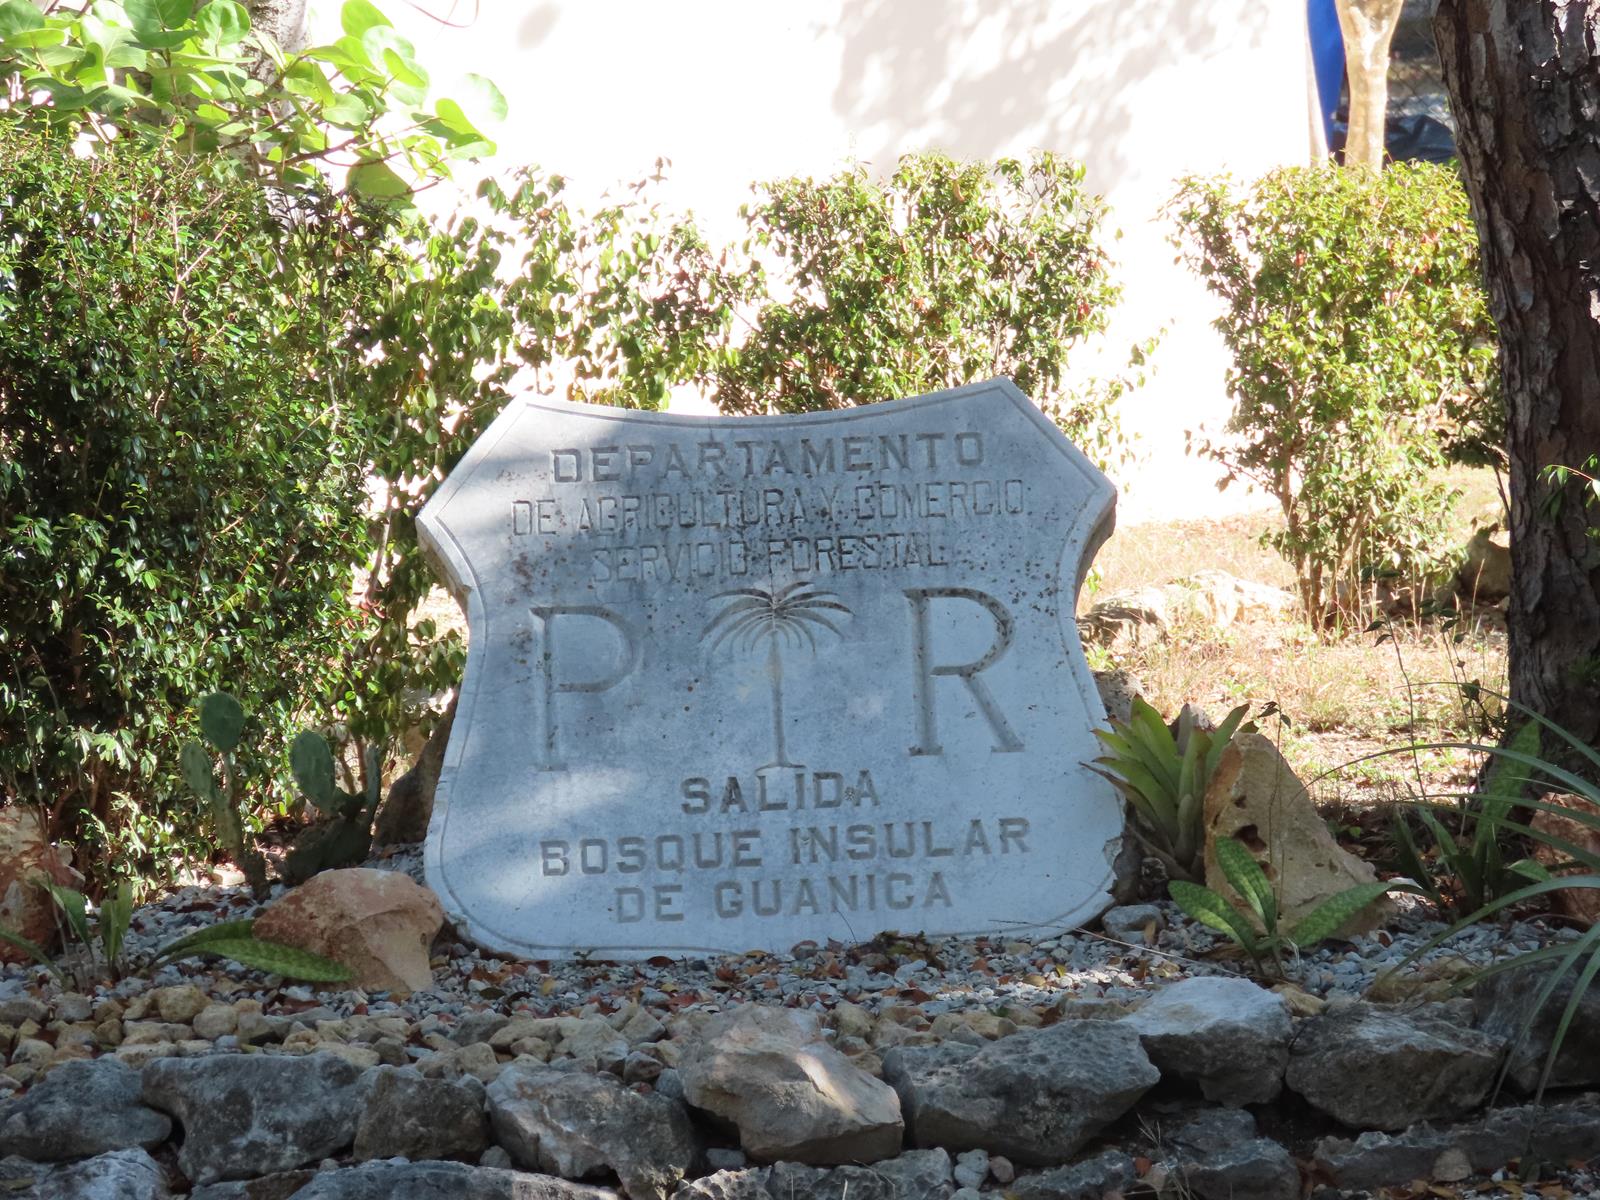 DEPARTAMENTO
DE AGRICULTURA Y COMERCIO
SERVICIO FORESTAL
P R
SALIDA
BOSQUE INSULAR
DE GUANICA